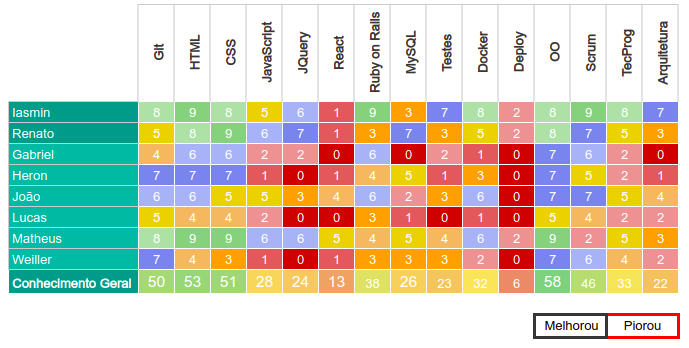 Git HTML CSS JavaScript JQuery React Ruby on Rails MySQL Testes Docker Deploy OO Scrum TecProg Arquitetura
Iasmin 8 9 8 5 6 1 9 3 7 8 2 8 9 8 7
Renato 5 8 9 6 7 1 3 7 3 5 2 8 7 5 3
Gabriel 4 6 6 2 2 0 6 0 2 1 0 7 6 2 0
Heron 7 7 7 1 0 1 4 5 1 3 0 7 5 2 1
João 6 6 5 5 3 4 6 2 3 6 0 7 7 5 4
Lucas 5 4 4 2 0 0 3 1 0 1 0 5 4 2 2
Matheus 8 9 9 6 6 5 4 5 4 6 2 9 2 5 3
Weiller 7 4 3 1 0 1 3 3 3 2 0 7 6 4 2
Conhecimento Geral 50 53 51 28 24 13 38 26 23 32 6 58 46 33 22
Melhorou Piorou